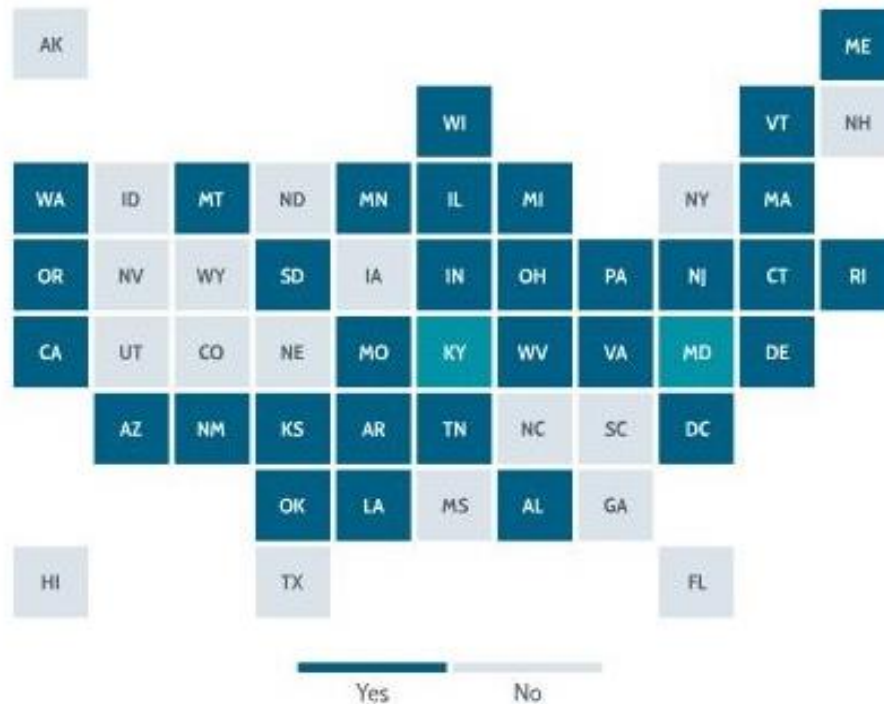 AK ME
WI VT NH
WA ID MT ND MN IL MI NY MA
OR NV WY SD IA IN OH PA NJ CT RI
CA UT CO NE MO KY WV VA MD DE
AZ NM KS AR TN NC SC DC
OK LA MS AL GA
HI TX FL
Yes No